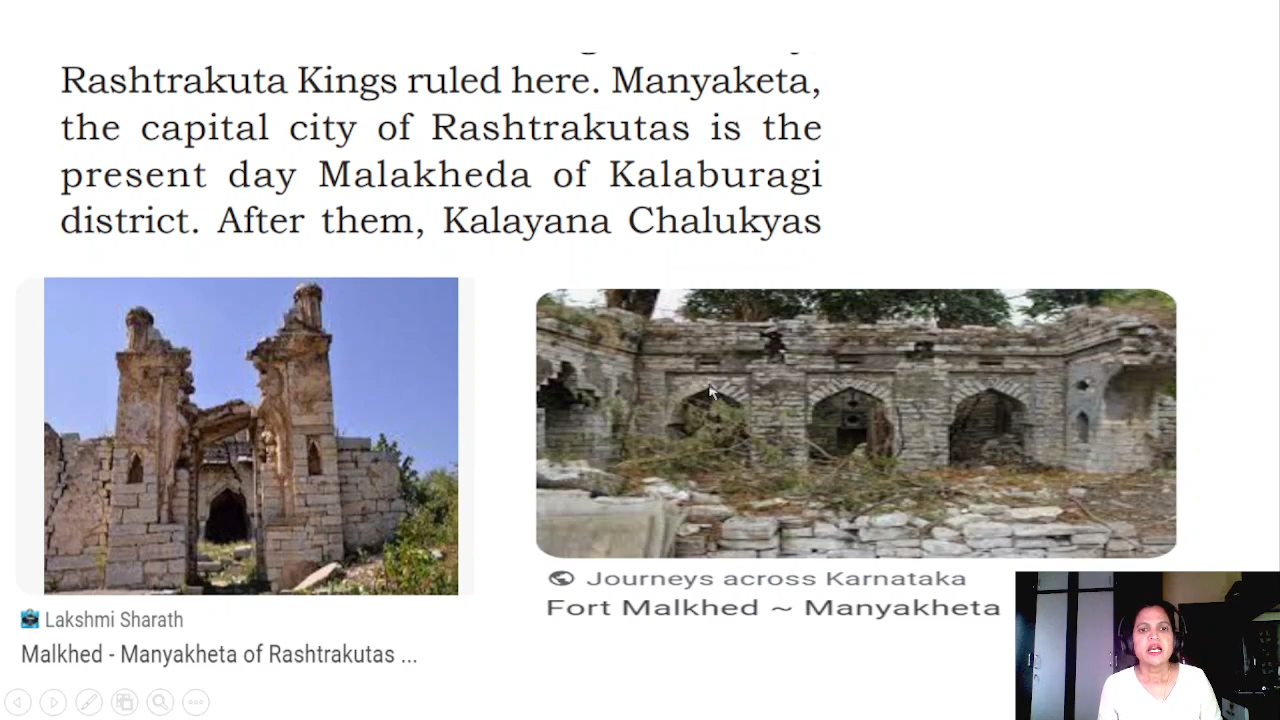 Rashtrakuta Kings ruled here. Manyaketa,
the capital city of Rashtrakutas is the
present day Malakheda of Kalaburagi
district. After them, Kalayana Chalukyas
Lakshmi Sharath
Malkhed - Manyakheta of Rashtrakutas ...
Journeys across Karnataka
Fort Malkhed ~ Manyakheta